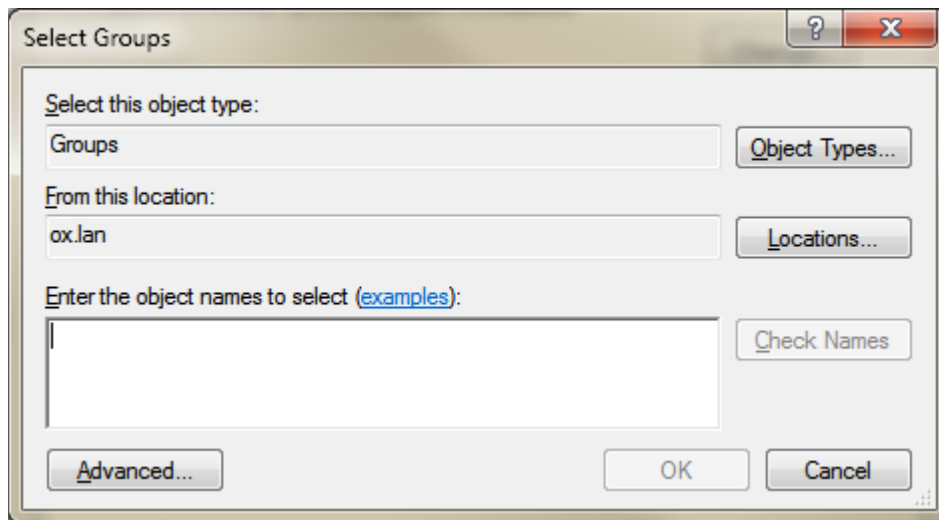 Select Groups
Select this object type:
Groups
Object Types...
From this location:
ox.lan
Locations...
Enter the object names to select (examples):
Check Names
Advanced...
OK
Cancel